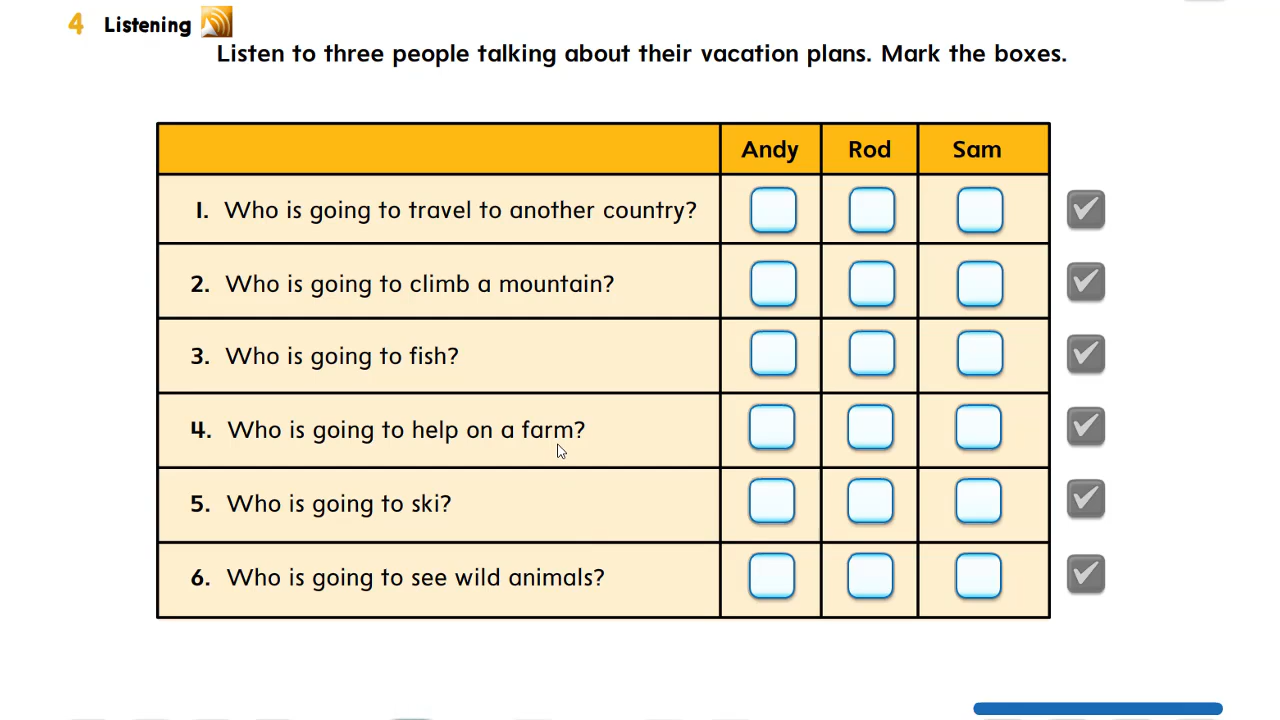 4 Listening
Listen to three people talking about their vacation plans. Mark the boxes.
Andy Rod Sam
1. Who is going to travel to another country?
2. Who is going to climb a mountain?
3. Who is going to fish?
4. Who is going to help on a farm?
5. Who is going to ski?
6. Who is going to see wild animals?